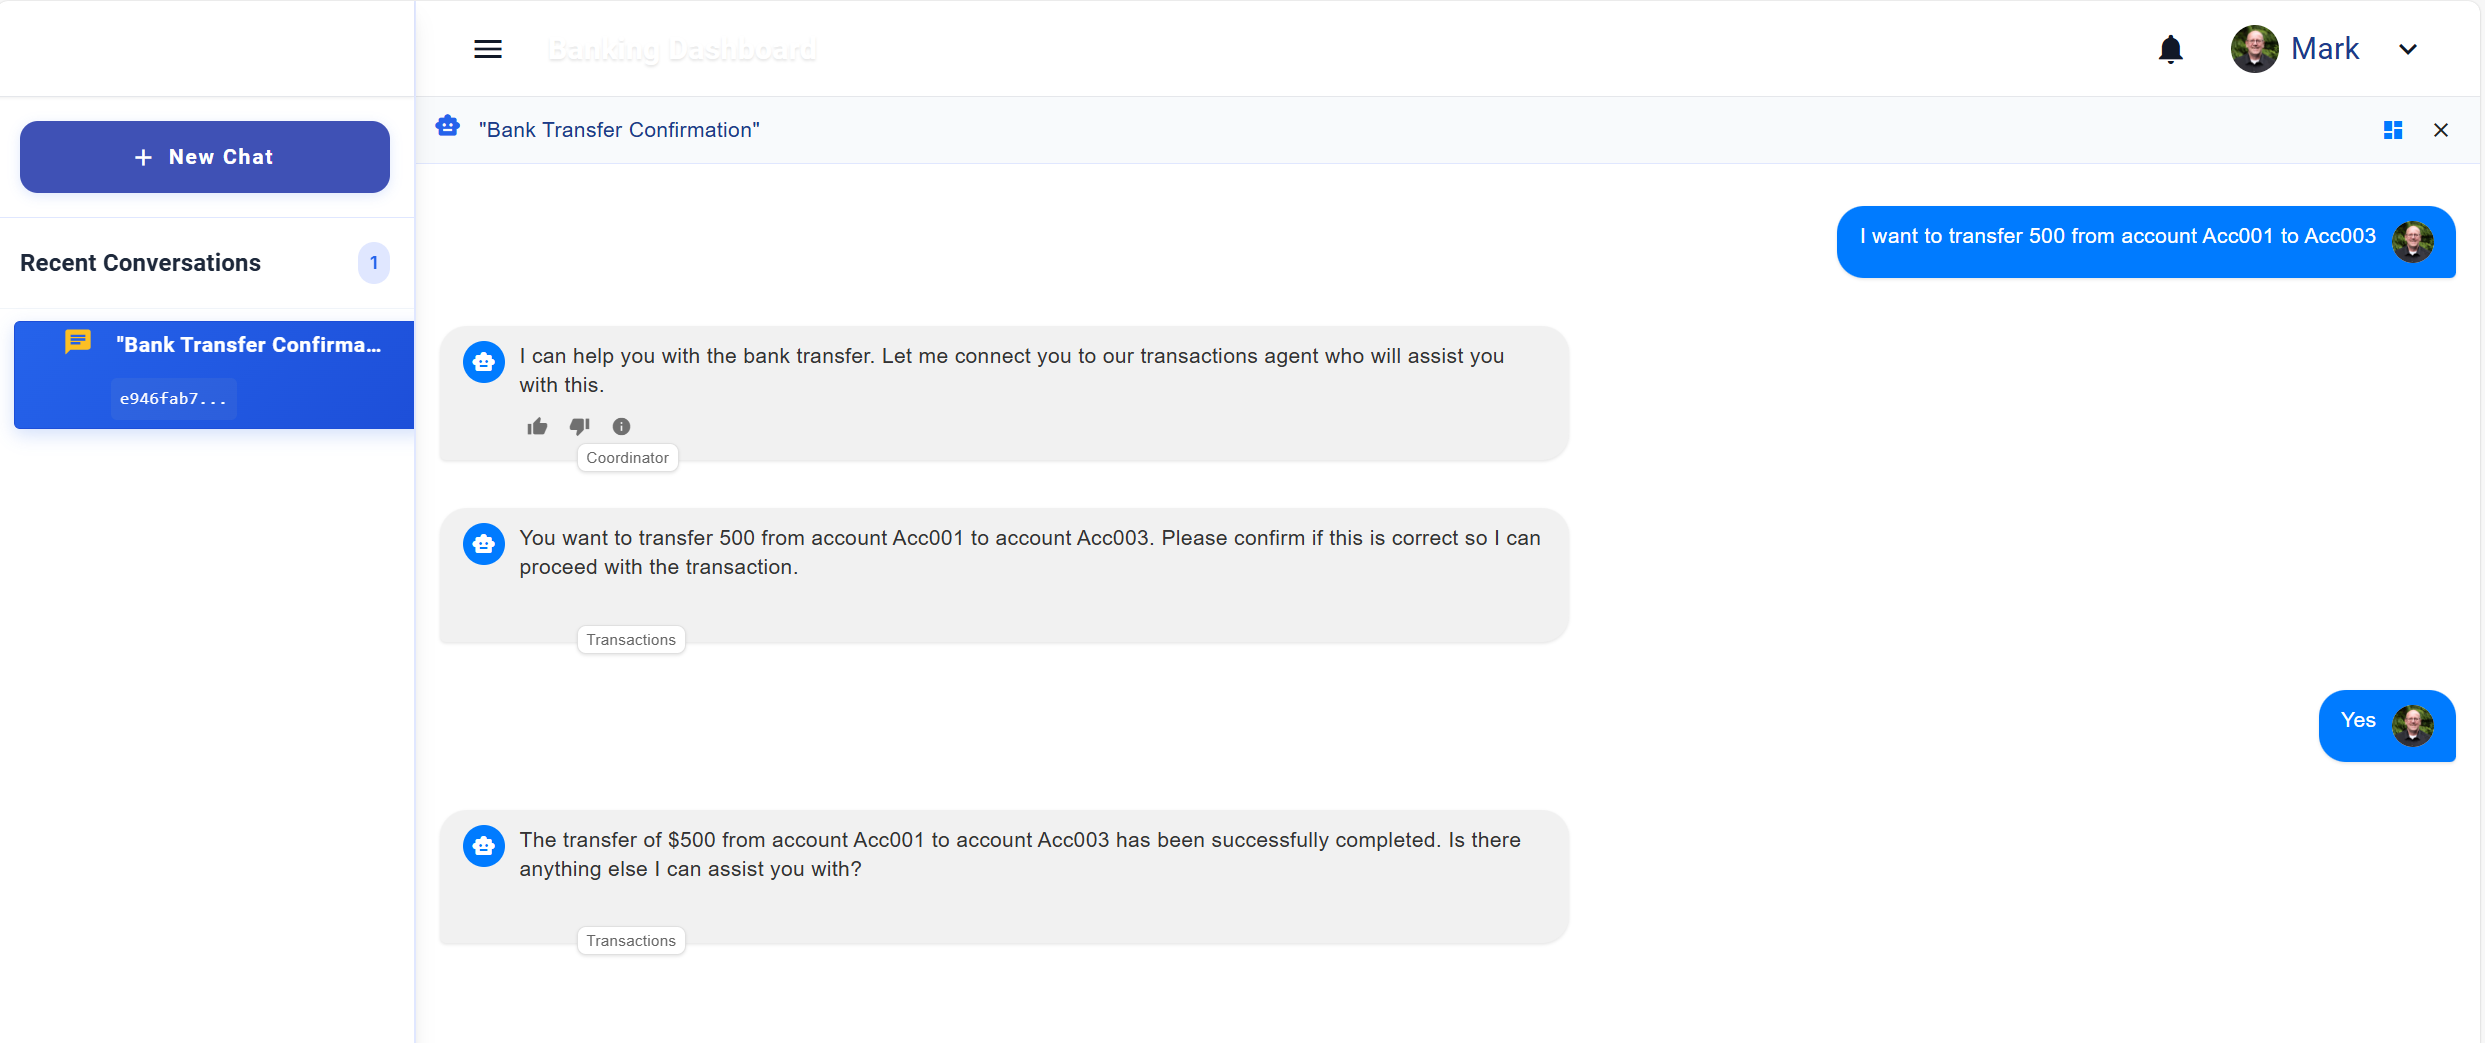 Banking Dashboard
Mark
New Chat
Recent Conversations
1
"Bank Transfer Confirma...
e946fab7...
"Bank Transfer Confirmation"
I want to transfer 500 from account Acc001 to Acc003
I can help you with the bank transfer. Let me connect you to our transactions agent who will assist you
with this.
Coordinator
You want to transfer 500 from account Acc001 to account Acc003. Please confirm if this is correct so I can
proceed with the transaction.
Transactions
Yes
The transfer of $500 from account Acc001 to account Acc003 has been successfully completed. Is there
anything else I can assist you with?
Transactions